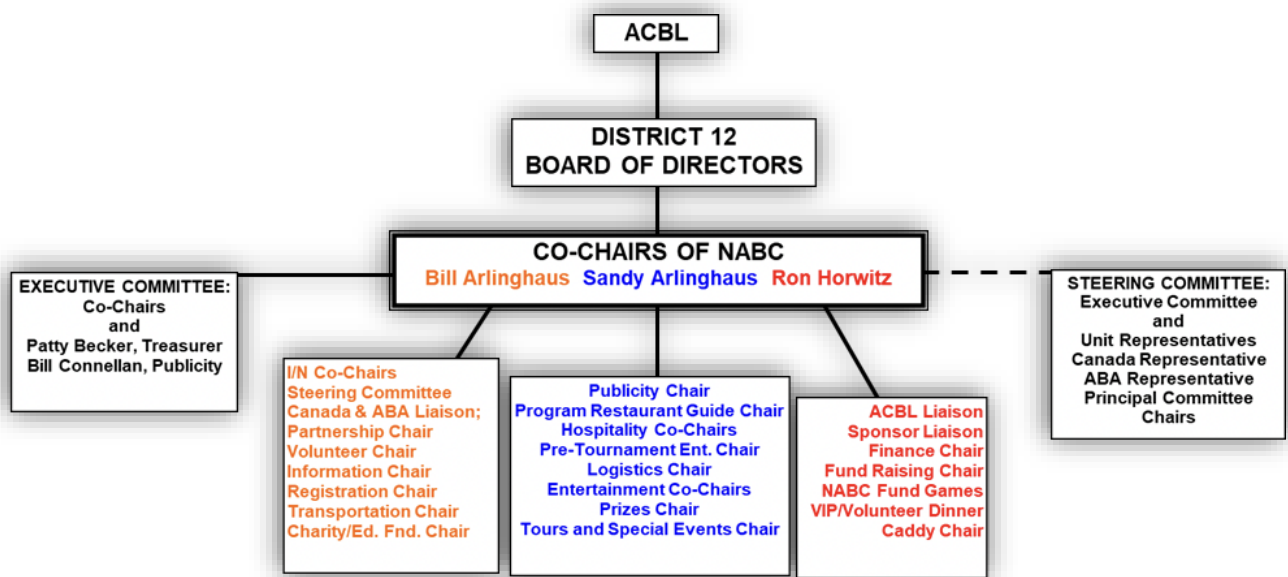 ACBL
DISTRICT 12
BOARD OF DIRECTORS
CO-CHAIRS OF NABC
Bill Arlinghaus Sandy Arlinghaus Ron Horwitz
EXECUTIVE COMMITTEE:
Co-Chairs
and
Patty Becker, Treasurer
Bill Connellan, Publicity
STEERING COMMITTEE:
Executive Committee
and
Unit Representatives
Canada Representative
ABA Representative
Principal Committee
Chairs
I/N Co-Chairs
Steering Committee
Canada & ABA Liaison;
Partnership Chair
Volunteer Chair
Information Chair
Registration Chair
Transportation Chair
Charity/Ed. Fnd. Chair
Publicity Chair
Program Restaurant Guide Chair
Hospitality Co-Chairs
Pre-Tournament Ent. Chair
Logistics Chair
Entertainment Co-Chairs
Prizes Chair
Tours and Special Events Chair
ACBL Liaison
Sponsor Liaison
Finance Chair
Fund Raising Chair
NABC Fund Games
VIP/Volunteer Dinner
Caddy Chair